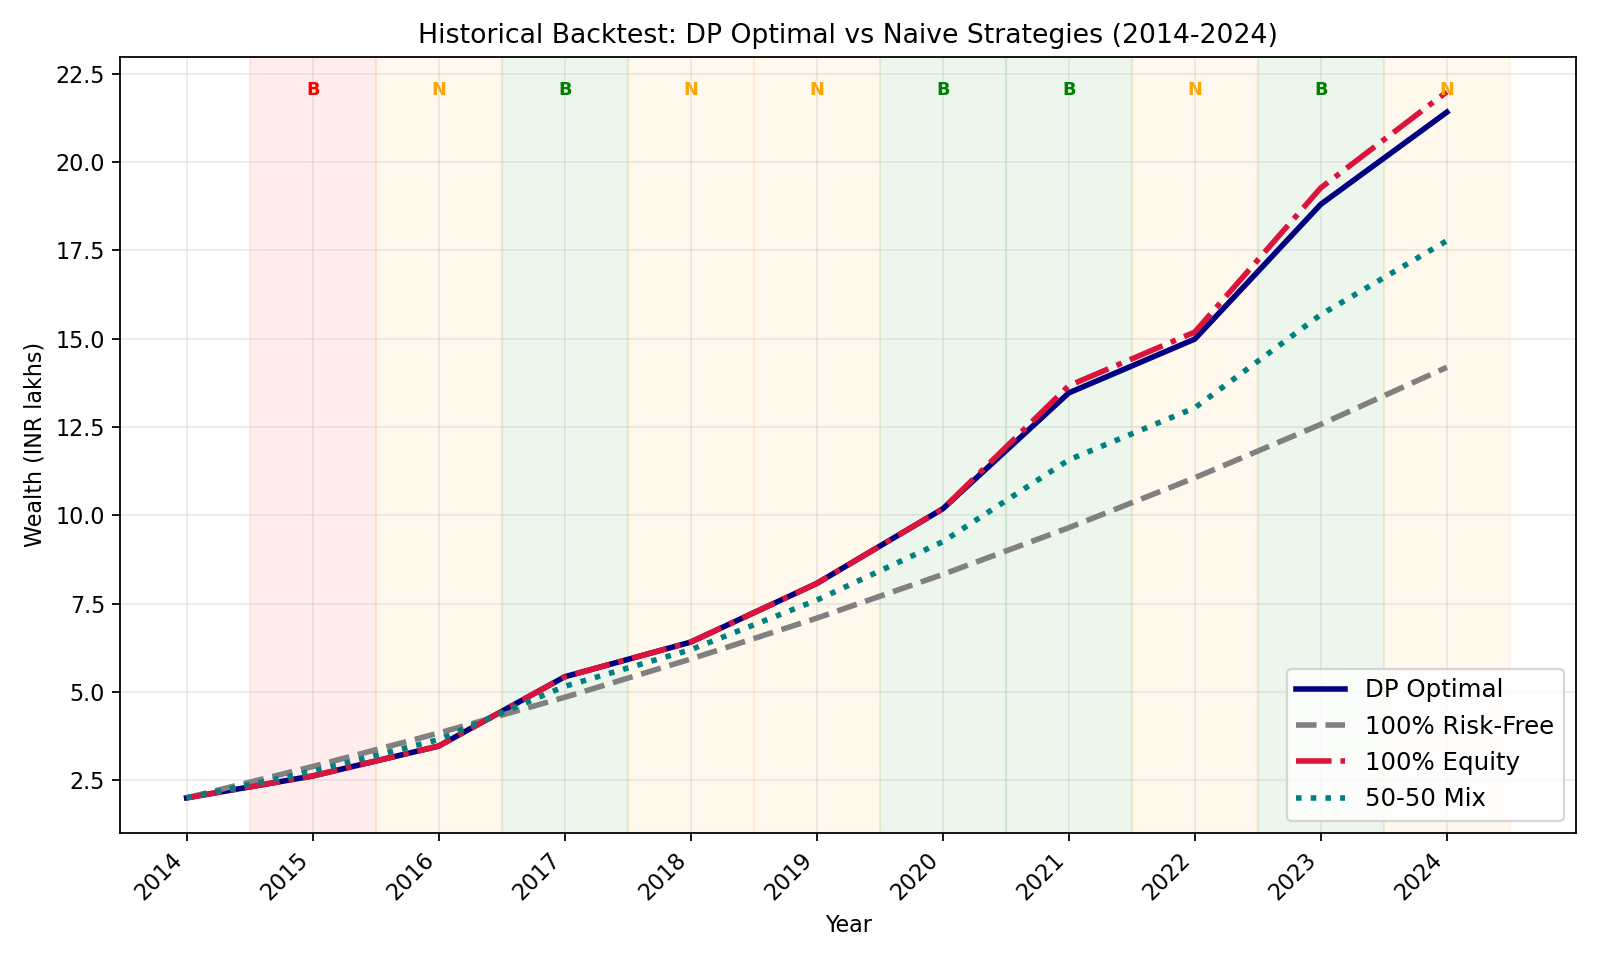 Historical Backtest: DP Optimal vs Naive Strategies (2014-2024)
22.5
20.0
17.5
15.0
12.5
10.0
7.5
5.0
2.5
Wealth (INR lakhs)
B N B N N B B N B N
DP Optimal
100% Risk-Free
100% Equity
50-50 Mix
2014 2015 2016 2017 2018 2019 2020 2021 2022 2023 2024
Year